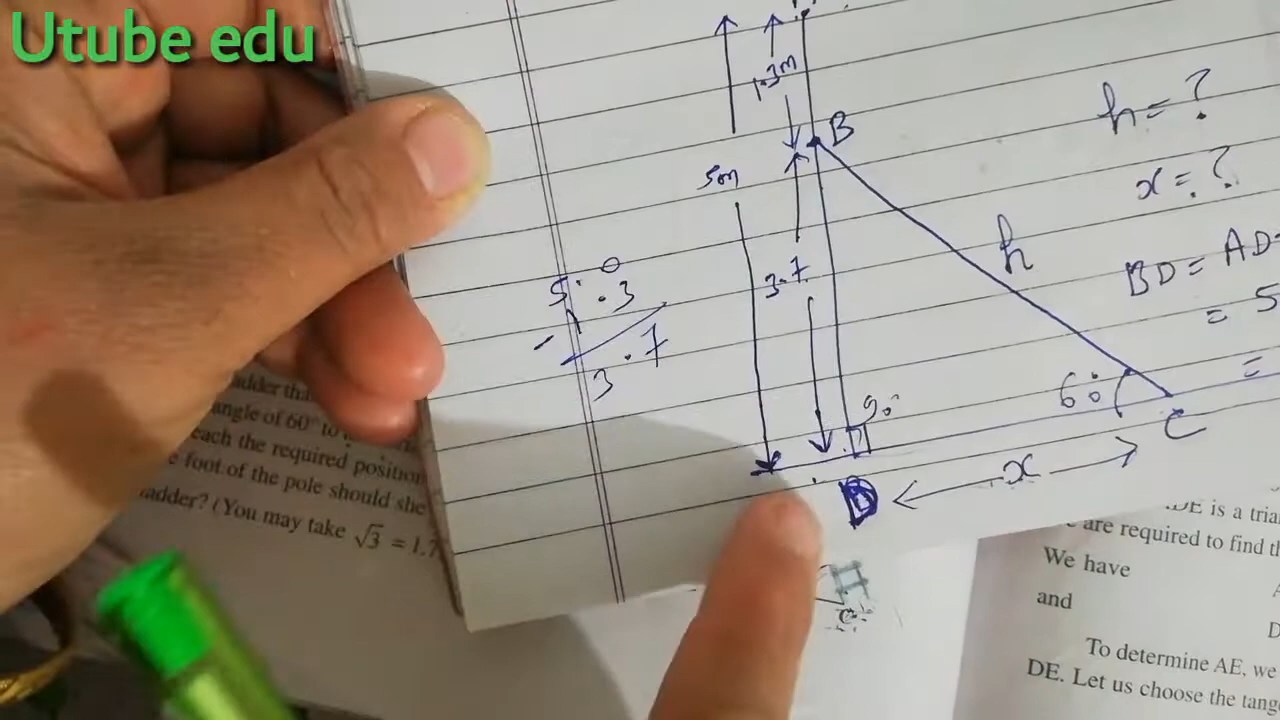 Utube edu
1.3m
B
h = ?
5m
x = ?
h
BD = AD-
3.7
5.0
= 5
- 1.3
3.7
=
60°
90°
C
x
D
adder tha
angle of 60° to
each the required position
e foot of the pole should she
adder? (You may take √3 = 1.7
DE is a tria
are required to find th
We have
and
To determine AE, we
DE. Let us choose the tang